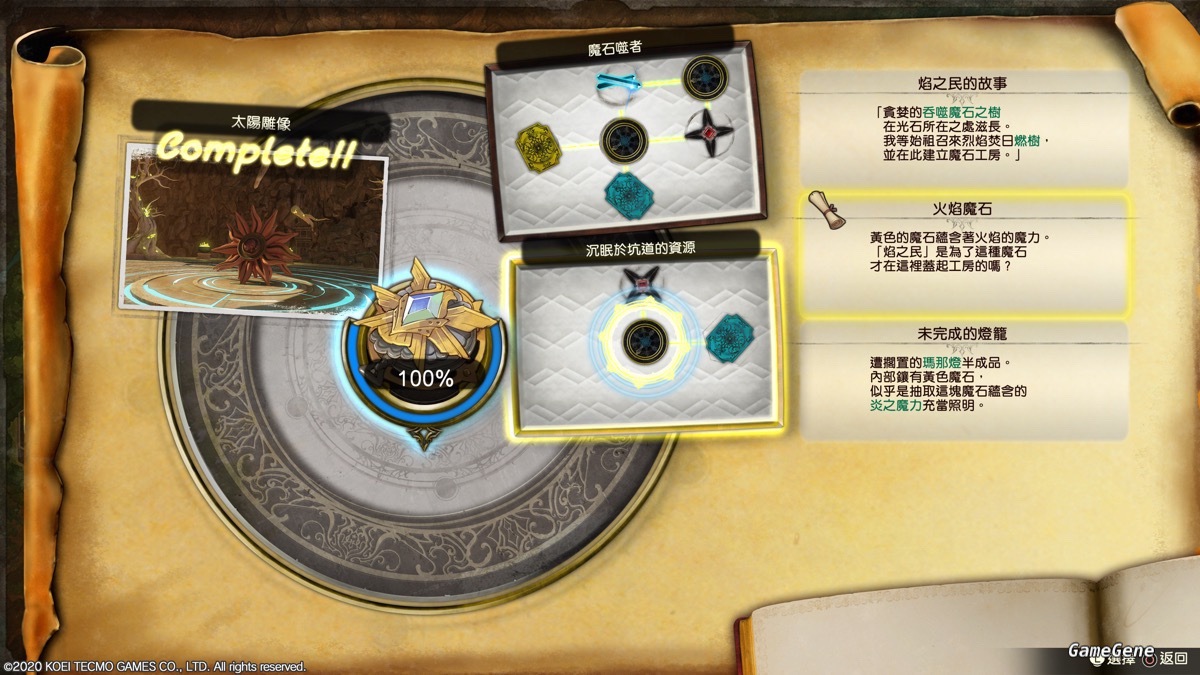 太陽雕像
Complete!!
100%
魔石噬者
沉眠於坑道的資源
焰之民的故事
「貪婪的吞噬魔石之樹
在光石所在之處滋長。
我等始祖召來烈焰焚日燃樹，
並在此建立魔石工房。」
火焰魔石
黃色的魔石蘊含著火焰的魔力。
「焰之民」是為了這種魔石
才在這裡蓋起工房的嗎？
未完成的燈籠
遭擱置的瑪那燈半成品。
內部鑲有黃色魔石，
似乎是抽取這塊魔石蘊含的
炎之魔力充當照明。
©2020 KOEI TECMO GAMES CO., LTD. All rights reserved.
GameGene
L 選擇 返回